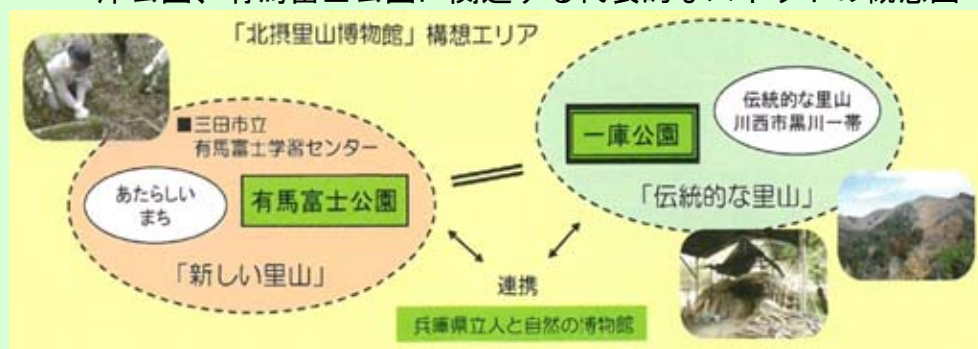 「北摂里山博物館」構想エリア
■三田市立
有馬富士学習センター
あたらしい
まち
有馬富士公園
「新しい里山」
一庫公園
伝統的な里山
川西市黒川一帯
「伝統的な里山」
連携
兵庫県立人と自然の博物館